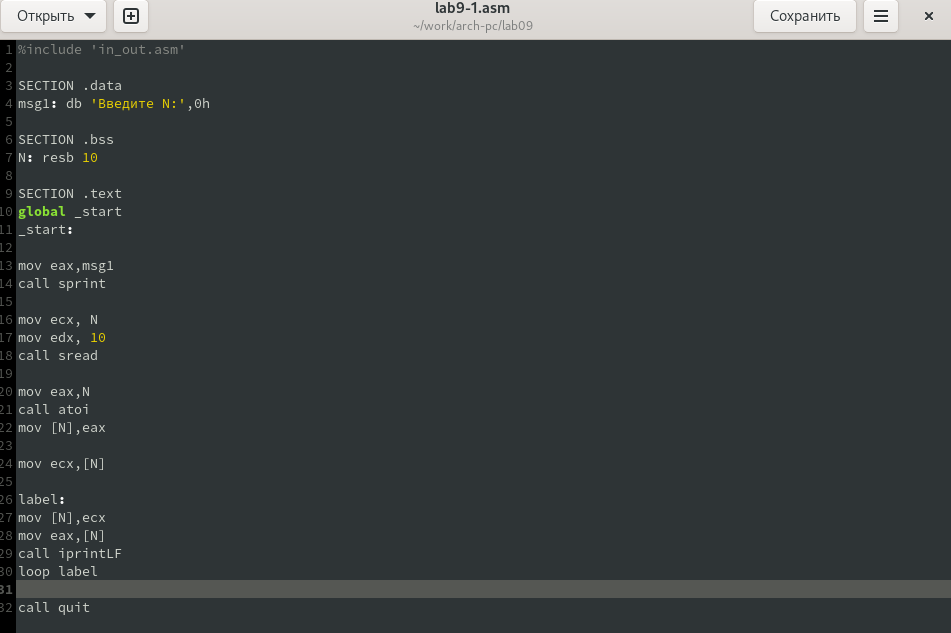 Открыть
lab9-1.asm
~/work/arch-pc/lab09
Сохранить
1 %include 'in_out.asm'
2
3 SECTION .data
4 msg1: db 'Введите N:',0h
5
6 SECTION .bss
7 N: resb 10
8
9 SECTION .text
10 global _start
11 _start:
12
13 mov eax,msg1
14 call sprint
15
16 mov ecx, N
17 mov edx, 10
18 call sread
19
20 mov eax,N
21 call atoi
22 mov [N],eax
23
24 mov ecx,[N]
25
26 label:
27 mov [N],ecx
28 mov eax,[N]
29 call iprintLF
30 loop label
31
32 call quit